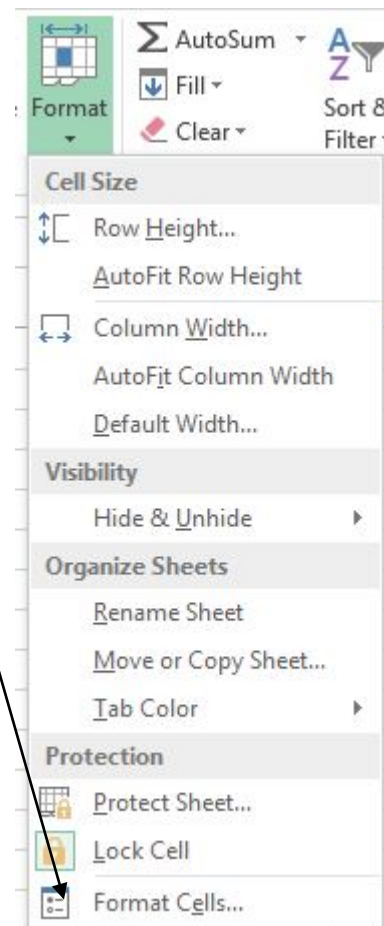 AutoSum
Fill
Clear
Format
A
Z
Sort &
Filter
Cell Size
Row Height...
AutoFit Row Height
Column Width...
AutoFit Column Width
Default Width...
Visibility
Hide & Unhide
Organize Sheets
Rename Sheet
Move or Copy Sheet...
Tab Color
Protection
Protect Sheet...
Lock Cell
Format Cells...